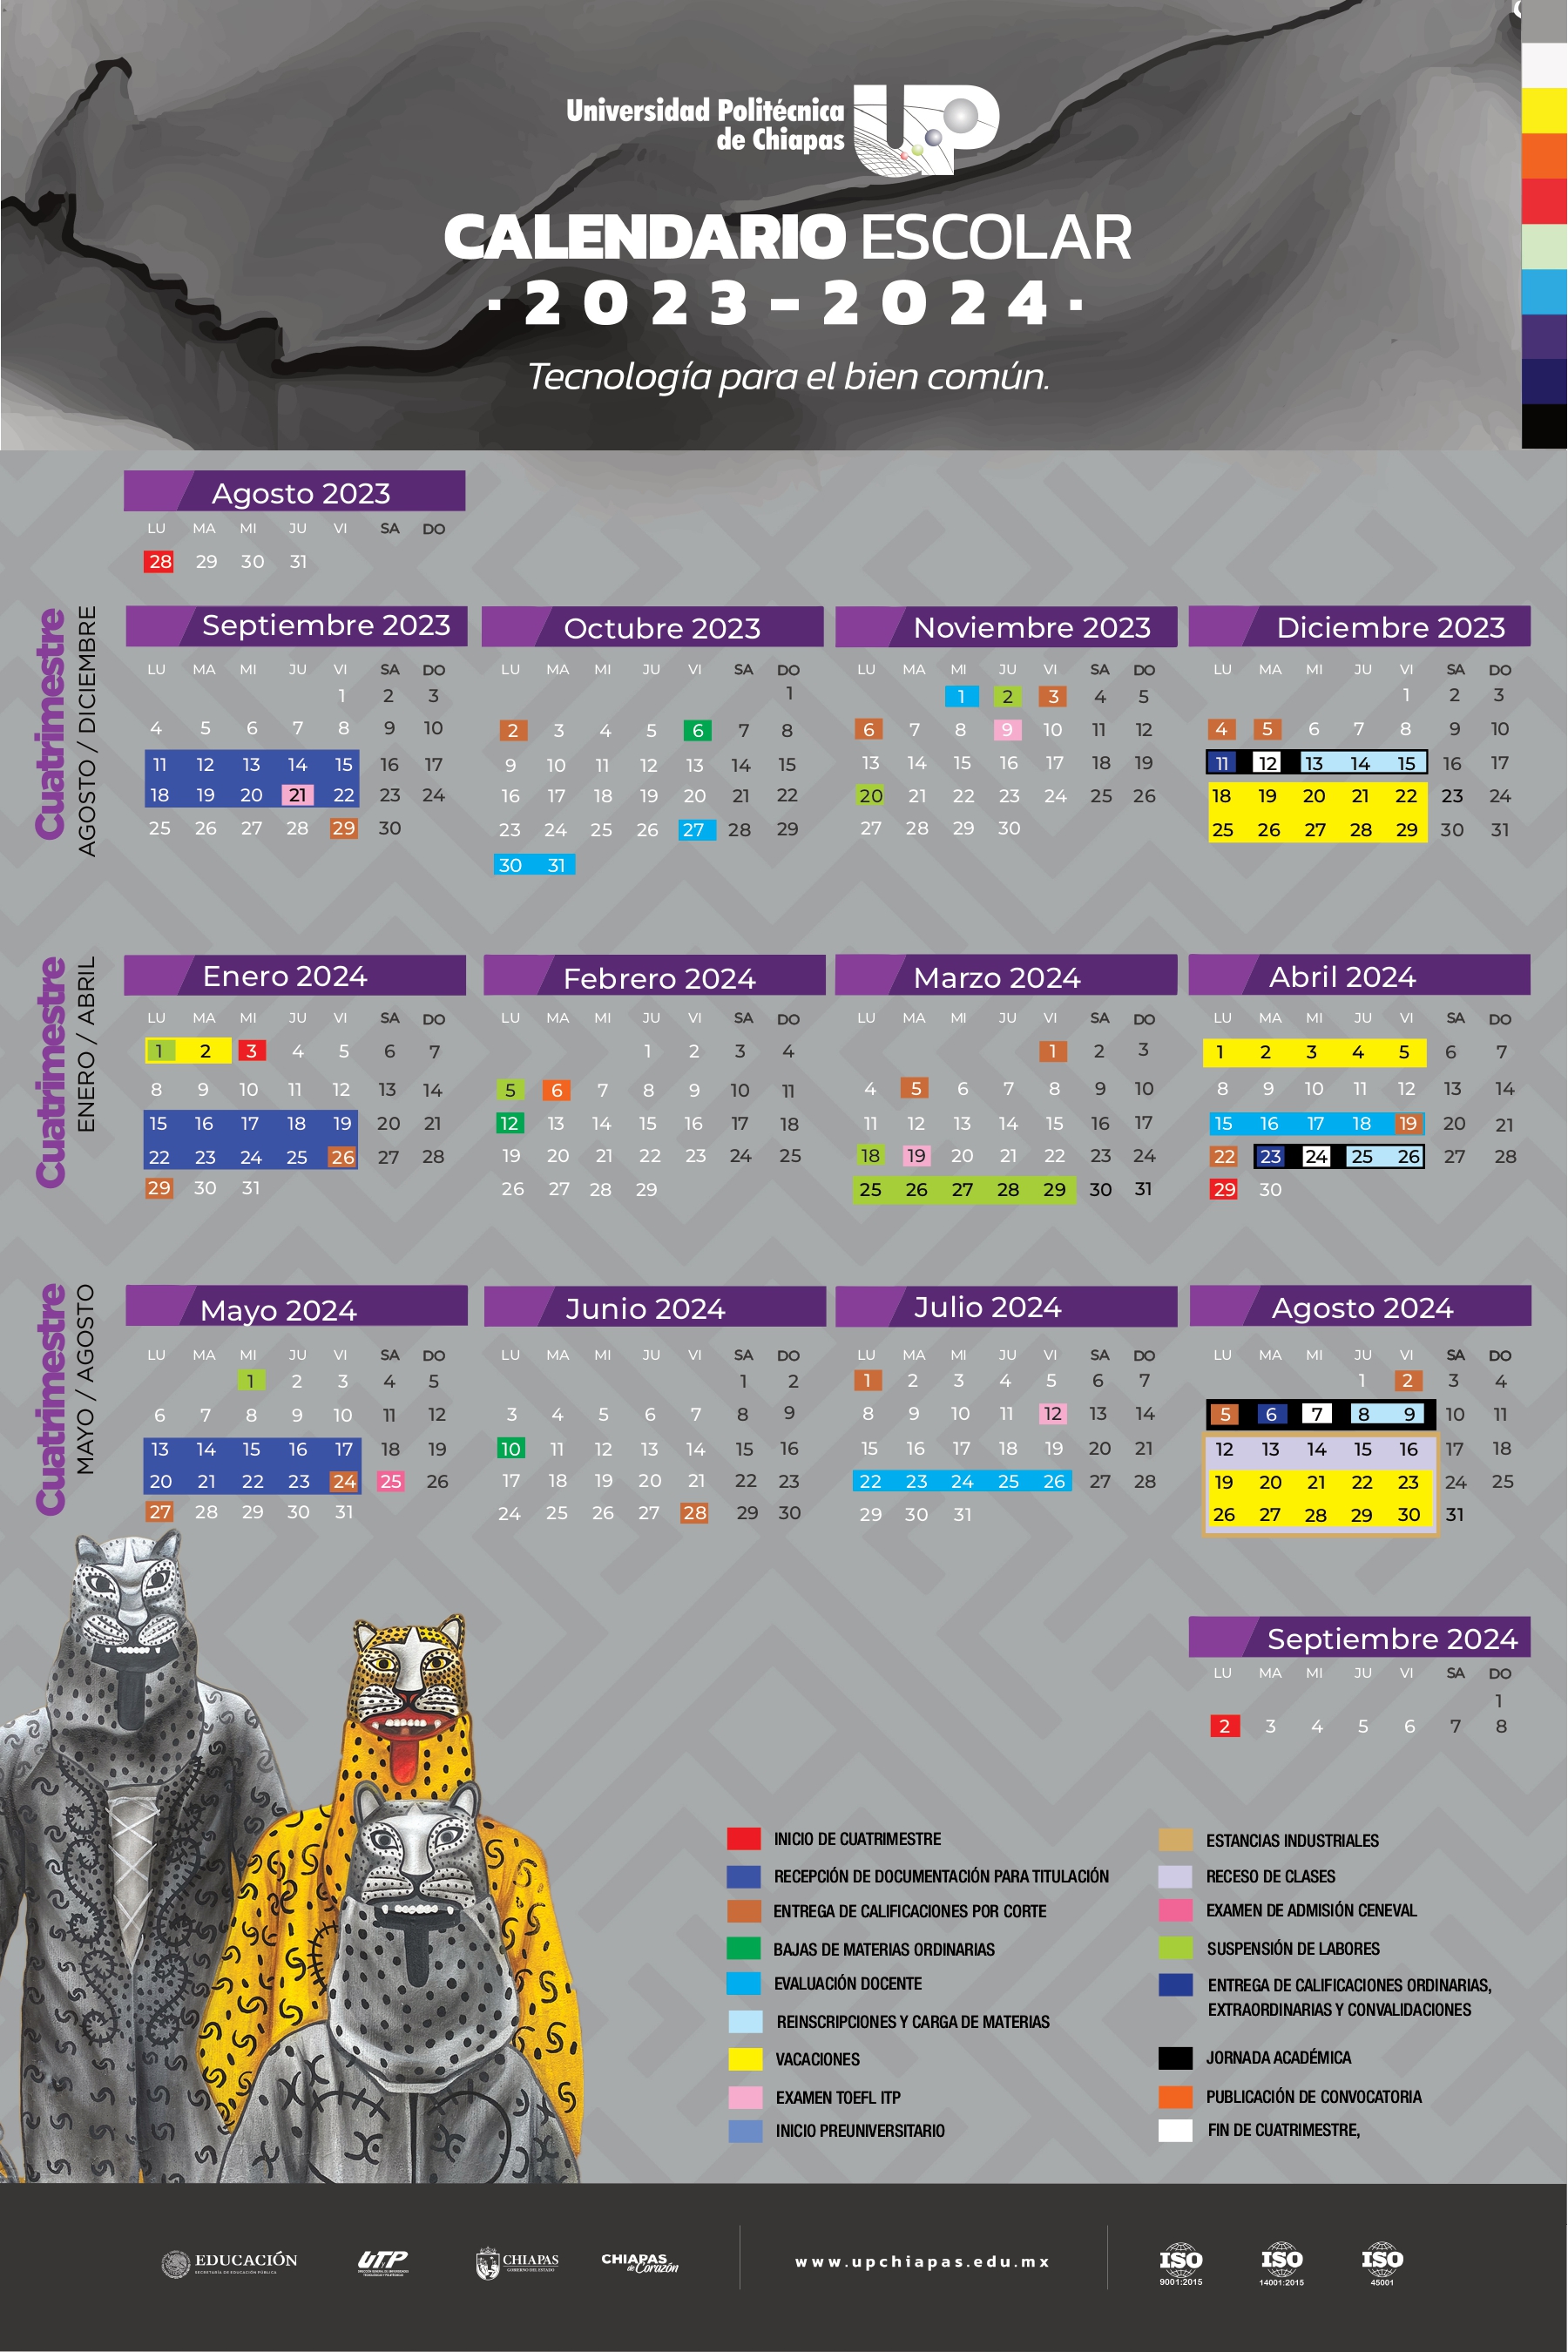 Universidad Politécnica
de Chiapas
UP
CALENDARIO ESCOLAR
·2023-2024·
Tecnología para el bien común.
Agosto 2023
LU MA MI JU VI SA DO
28 29 30 31
Cuatrimestre
AGOSTO / DICIEMBRE
Septiembre 2023
LU MA MI JU VI SA DO
1 2 3
4 5 6 7 8 9 10
11 12 13 14 15 16 17
18 19 20 21 22 23 24
25 26 27 28 29 30
Octubre 2023
LU MA MI JU VI SA DO
1
2 3 4 5 6 7 8
9 10 11 12 13 14 15
16 17 18 19 20 21 22
23 24 25 26 27 28 29
30 31
Noviembre 2023
LU MA MI JU VI SA DO
1 2 3 4 5
6 7 8 9 10 11 12
13 14 15 16 17 18 19
20 21 22 23 24 25 26
27 28 29 30
Diciembre 2023
LU MA MI JU VI SA DO
1 2 3
4 5 6 7 8 9 10
11 12 13 14 15 16 17
18 19 20 21 22 23 24
25 26 27 28 29 30 31
Cuatrimestre
ENERO / ABRIL
Enero 2024
LU MA MI JU VI SA DO
1 2 3 4 5 6 7
8 9 10 11 12 13 14
15 16 17 18 19 20 21
22 23 24 25 26 27 28
29 30 31
Febrero 2024
LU MA MI JU VI SA DO
1 2 3 4
5 6 7 8 9 10 11
12 13 14 15 16 17 18
19 20 21 22 23 24 25
26 27 28 29
Marzo 2024
LU MA MI JU VI SA DO
1 2 3
4 5 6 7 8 9 10
11 12 13 14 15 16 17
18 19 20 21 22 23 24
25 26 27 28 29 30 31
Abril 2024
LU MA MI JU VI SA DO
1 2 3 4 5 6 7
8 9 10 11 12 13 14
15 16 17 18 19 20 21
22 23 24 25 26 27 28
29 30
Cuatrimestre
MAYO / AGOSTO
Mayo 2024
LU MA MI JU VI SA DO
1 2 3 4 5
6 7 8 9 10 11 12
13 14 15 16 17 18 19
20 21 22 23 24 25 26
27 28 29 30 31
Junio 2024
LU MA MI JU VI SA DO
1 2
3 4 5 6 7 8 9
10 11 12 13 14 15 16
17 18 19 20 21 22 23
24 25 26 27 28 29 30
Julio 2024
LU MA MI JU VI SA DO
1 2 3 4 5 6 7
8 9 10 11 12 13 14
15 16 17 18 19 20 21
22 23 24 25 26 27 28
29 30 31
Agosto 2024
LU MA MI JU VI SA DO
1 2 3 4
5 6 7 8 9 10 11
12 13 14 15 16 17 18
19 20 21 22 23 24 25
26 27 28 29 30 31
Septiembre 2024
LU MA MI JU VI SA DO
1
2 3 4 5 6 7 8
INICIO DE CUATRIMESTRE
RECEPCIÓN DE DOCUMENTACIÓN PARA TITULACIÓN
ENTREGA DE CALIFICACIONES POR CORTE
BAJAS DE MATERIAS ORDINARIAS
EVALUACIÓN DOCENTE
REINSCRIPCIONES Y CARGA DE MATERIAS
VACACIONES
EXAMEN TOEFL ITP
INICIO PREUNIVERSITARIO
ESTANCIAS INDUSTRIALES
RECESO DE CLASES
EXAMEN DE ADMISIÓN CENEVAL
SUSPENSIÓN DE LABORES
ENTREGA DE CALIFICACIONES ORDINARIAS,
EXTRAORDINARIAS Y CONVALIDACIONES
JORNADA ACADÉMICA
PUBLICACIÓN DE CONVOCATORIA
FIN DE CUATRIMESTRE,
EDUCACIÓN
SECRETARÍA DE EDUCACIÓN PÚBLICA
CHIAPAS
GOBIERNO DEL ESTADO
CHIAPAS
de Corazón
www.upchiapas.edu.mx
ISO
9001:2015
ISO
14001:2015
ISO
45001